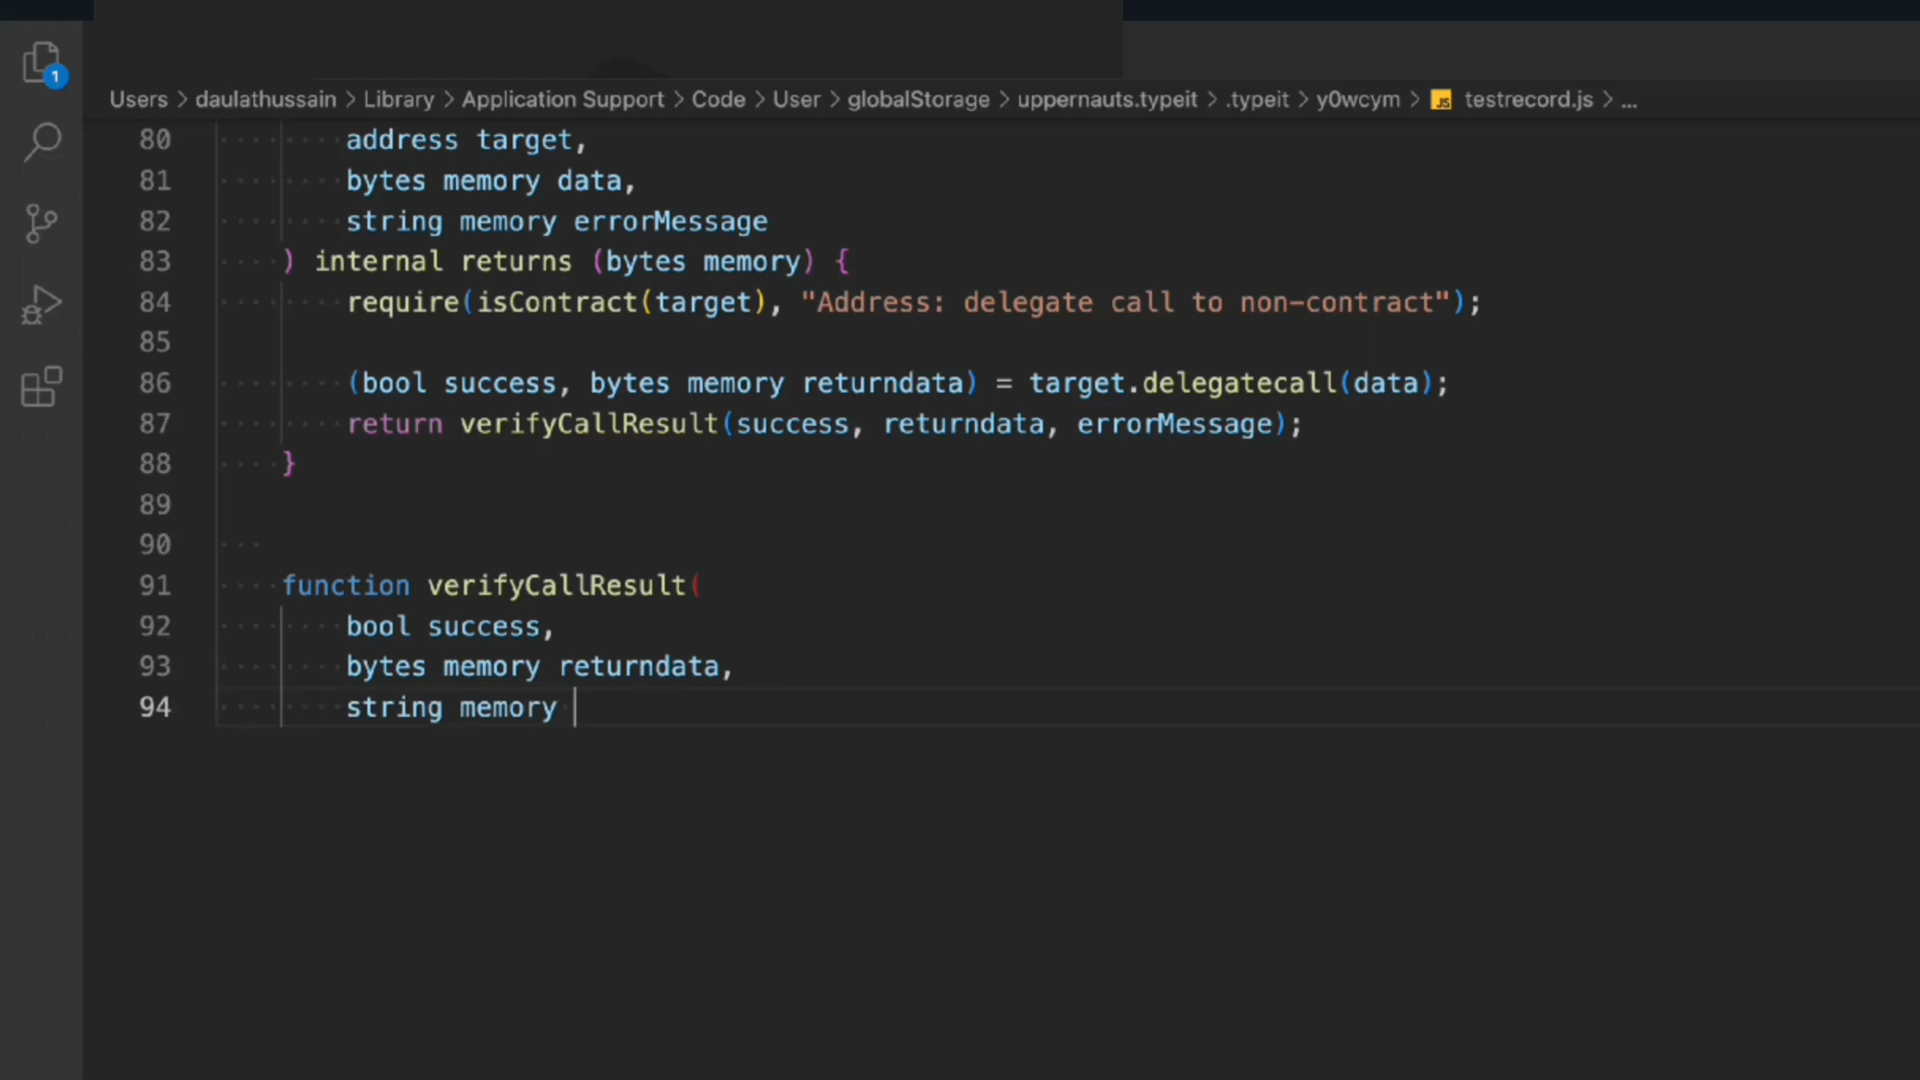 1
Users > daulathussain > Library > Application Support > Code > User > globalStorage > uppernauts.typeit > .typeit > y0wcym > JS testrecord.js > ...
80 address target,
81 bytes memory data,
82 string memory errorMessage
83 ) internal returns (bytes memory) {
84 require(isContract(target), "Address: delegate call to non-contract");
85
86 (bool success, bytes memory returndata) = target.delegatecall(data);
87 return verifyCallResult(success, returndata, errorMessage);
88 }
89
90
91 function verifyCallResult(
92 bool success,
93 bytes memory returndata,
94 string memory